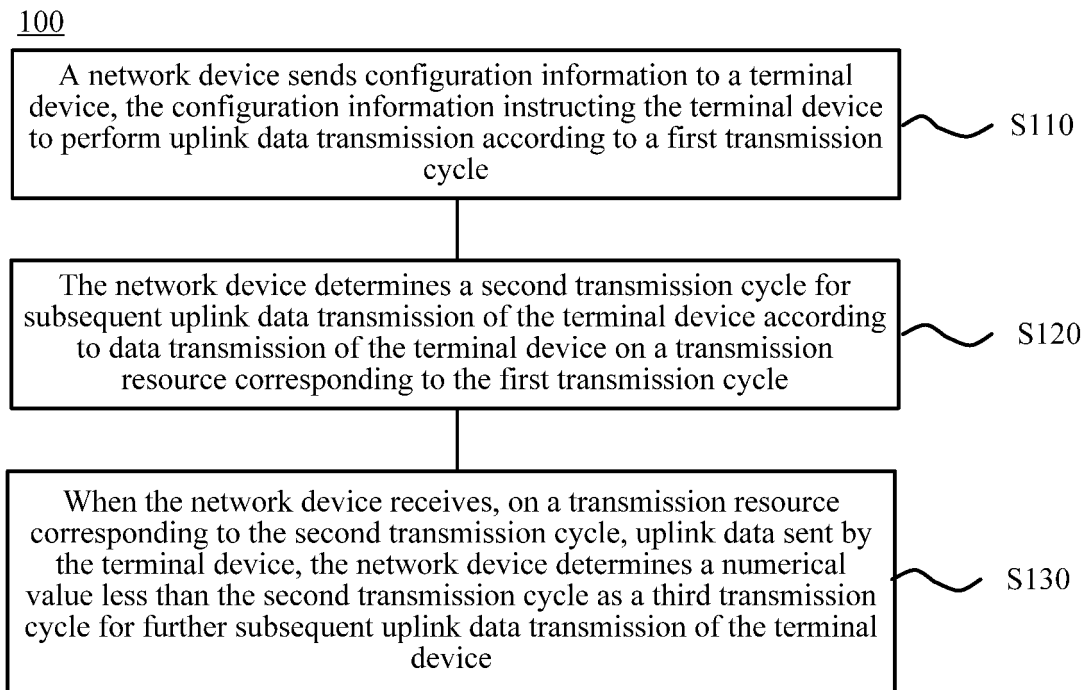 100
A network device sends configuration information to a terminal
device, the configuration information instructing the terminal device
to perform uplink data transmission according to a first transmission
cycle
S110
The network device determines a second transmission cycle for
subsequent uplink data transmission of the terminal device according
to data transmission of the terminal device on a transmission
resource corresponding to the first transmission cycle
S120
When the network device receives, on a transmission resource
corresponding to the second transmission cycle, uplink data sent by
the terminal device, the network device determines a numerical
value less than the second transmission cycle as a third transmission
cycle for further subsequent uplink data transmission of the terminal
device
S130